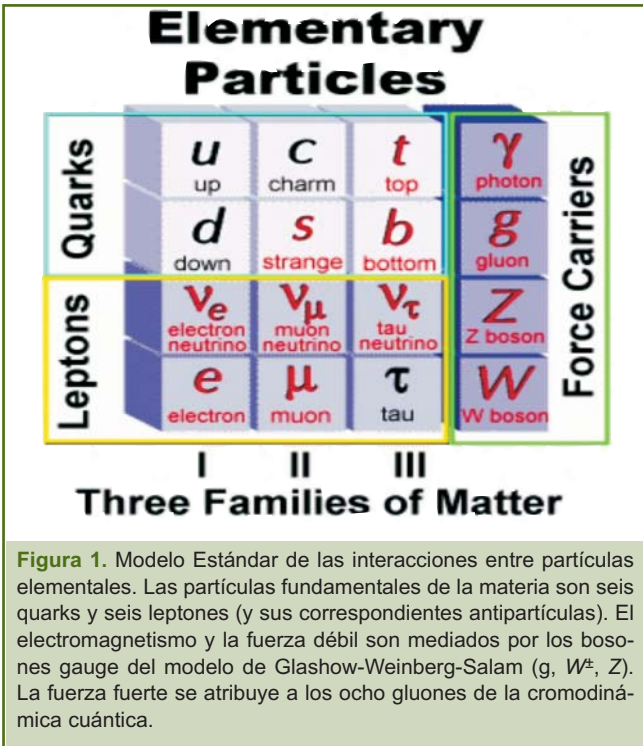 Elementary
Particles
Quarks
u
up
c
charm
t
top
γ
photon
d
down
s
strange
b
bottom
g
gluon
Leptons
νe
electron
neutrino
νμ
muon
neutrino
ντ
tau
neutrino
Z
Z boson
e
electron
μ
muon
τ
tau
W
W boson
Force Carriers
I II III
Three Families of Matter
Figura 1. Modelo Estándar de las interacciones entre partículas
elementales. Las partículas fundamentales de la materia son seis
quarks y seis leptones (y sus correspondientes antipartículas). El
electromagnetismo y la fuerza débil son mediados por los boso-
nes gauge del modelo de Glashow-Weinberg-Salam (g, W±, Z).
La fuerza fuerte se atribuye a los ocho gluones de la cromodiná-
mica cuántica.